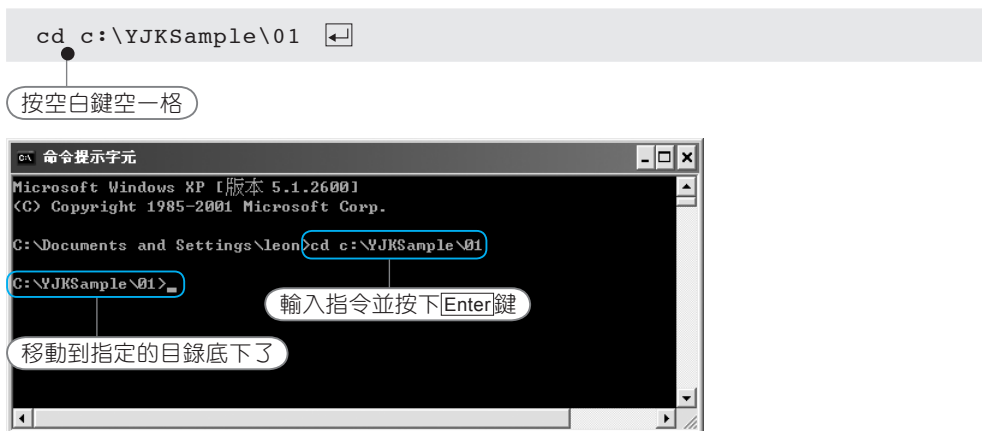 cd c:\YJKSample\01 ↵
按空白鍵空一格
命令提示字元
Microsoft Windows XP [版本 5.1.2600]
(C) Copyright 1985-2001 Microsoft Corp.
C:\Documents and Settings\leon>cd c:\YJKSample\01
C:\YJKSample\01>_
輸入指令並按下Enter鍵
移動到指定的目錄底下了